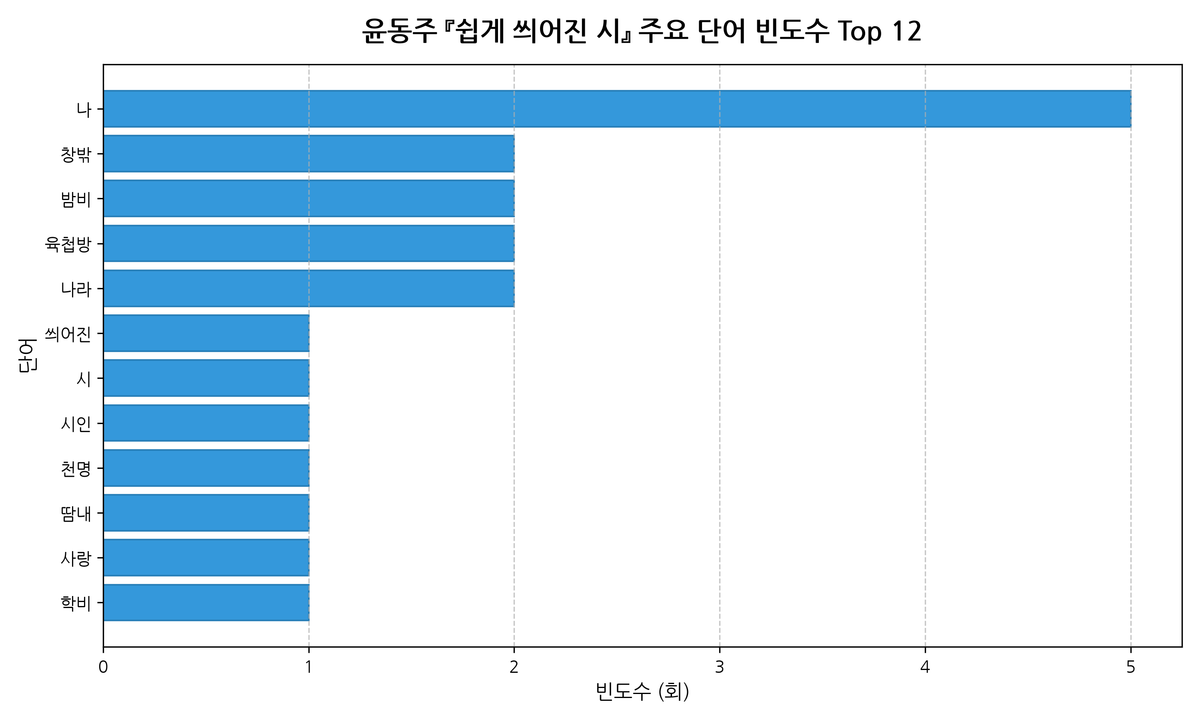 윤동주 『쉽게 씌어진 시』 주요 단어 빈도수 Top 12
나
창밖
밤비
육첩방
나라
씌어진
시
시인
천명
땀내
사랑
학비
단어
0 1 2 3 4 5
빈도수 (회)